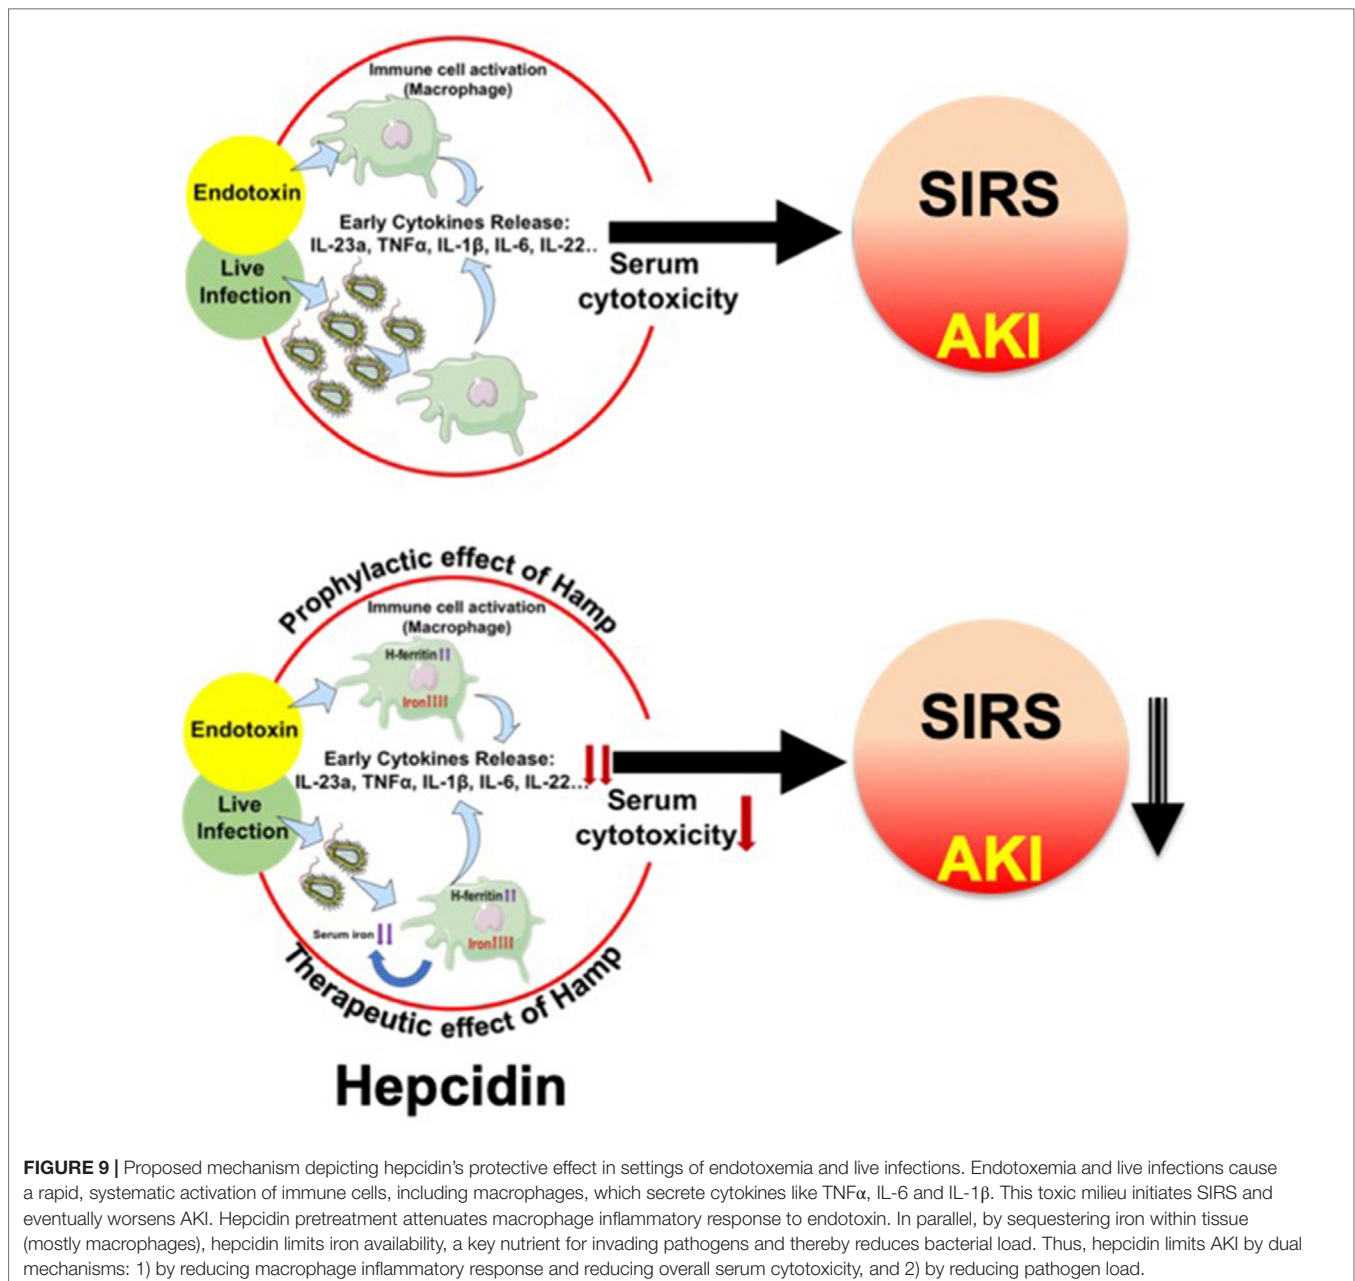 Immune cell activation
(Macrophage)
Endotoxin
Live
Infection
Early Cytokines Release:
IL-23a, TNFα, IL-1β, IL-6, IL-22..
Serum
cytotoxicity
SIRS
AKI
Prophylactic effect of Hamp
Immune cell activation
(Macrophage)
H-ferritin
Iron
Endotoxin
Live
Infection
Early Cytokines Release:
IL-23a, TNFα, IL-1β, IL-6, IL-22...
Serum
cytotoxicity
SIRS
AKI
H-ferritin
Iron
Serum iron
Therapeutic effect of Hamp
Hepcidin
FIGURE 9 | Proposed mechanism depicting hepcidin's protective effect in settings of endotoxemia and live infections. Endotoxemia and live infections cause
a rapid, systematic activation of immune cells, including macrophages, which secrete cytokines like TNFα, IL-6 and IL-1β. This toxic milieu initiates SIRS and
eventually worsens AKI. Hepcidin pretreatment attenuates macrophage inflammatory response to endotoxin. In parallel, by sequestering iron within tissue
(mostly macrophages), hepcidin limits iron availability, a key nutrient for invading pathogens and thereby reduces bacterial load. Thus, hepcidin limits AKI by dual
mechanisms: 1) by reducing macrophage inflammatory response and reducing overall serum cytotoxicity, and 2) by reducing pathogen load.